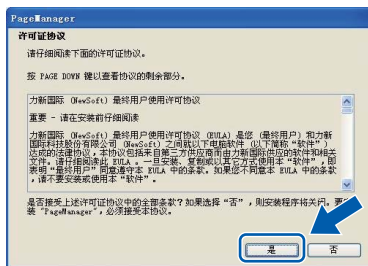 PageManager
许可证协议
请仔细阅读下面的许可证协议。
按 PAGE DOWN 键以查看协议的剩余部分。
力新国际 (NewSoft) 最终用户使用许可协议
重要 - 请在安装前仔细阅读
力新国际 (NewSoft) 最终用户使用许可协议 (EULA) 是您 (最终用户) 和力新
国际科技股份有限公司 (NewSoft) 之间就以下电脑软件 (以下简称“软件”)
达成的法律协议，本协议包括来自第三方供应商而由力新国际供应的软件和相关
文件。请仔细阅读此 EULA 。一旦安装、复制或以其它方式使用本“软件”，即
表明“最终用户”同意遵守本 EULA 中的条款。如果您不同意本 EULA 中的条款
，请不要安装或使用本“软件”。
是否接受上述许可证协议中的全部条款？如果选择“否”，则安装程序将关闭。要安
装 “PageManager”，必须接受本协议。
是
否